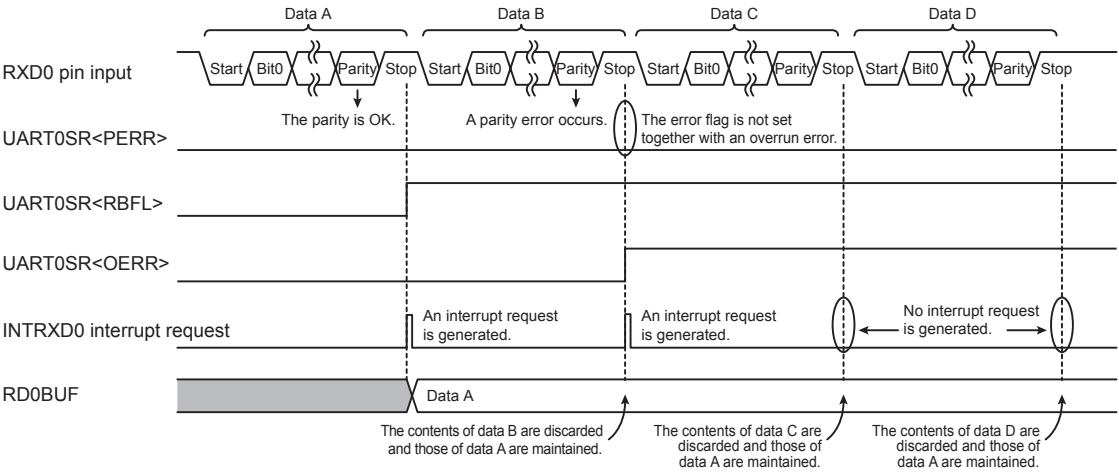 Data A Data B Data C Data D
RXD0 pin input
Start Bit0 Parity Stop Start Bit0 Parity Stop Start Bit0 Parity Stop Start Bit0 Parity Stop
The parity is OK.
A parity error occurs.
UART0SR<PERR>
The error flag is not set
together with an overrun error.
UART0SR<RBFL>
UART0SR<OERR>
INTRXD0 interrupt request
An interrupt request
is generated.
An interrupt request
is generated.
No interrupt request
is generated.
RD0BUF
Data A
The contents of data B are discarded
and those of data A are maintained.
The contents of data C are
discarded and those of
data A are maintained.
The contents of data D are
discarded and those of
data A are maintained.